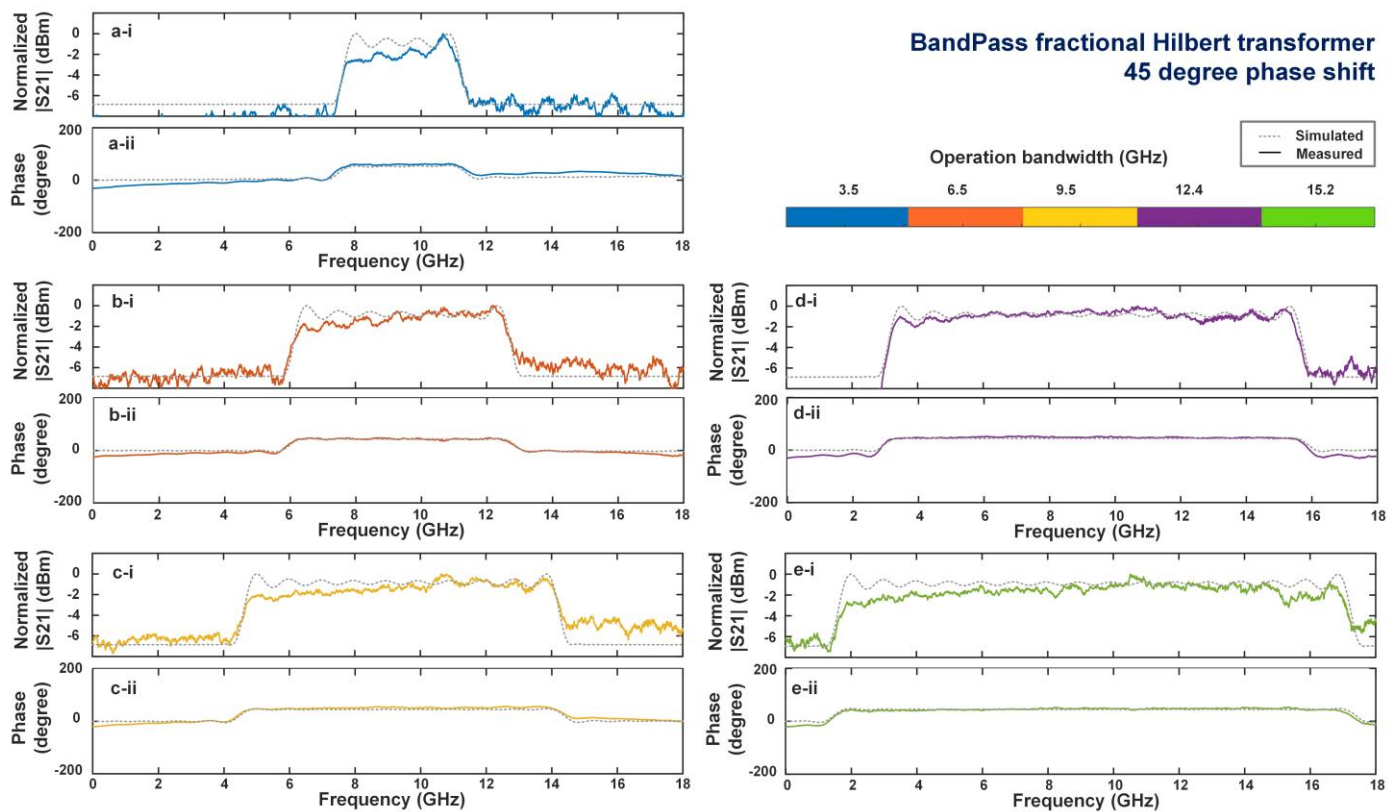 BandPass fractional Hilbert transformer
45 degree phase shift
Simulated
Measured
Operation bandwidth (GHz)
3.5 6.5 9.5 12.4 15.2
a-i
Normalized
|S21| (dBm)
0
-2
-4
-6
a-ii
Phase
(degree)
200
0
-200
0 2 4 6 8 10 12 14 16 18
Frequency (GHz)
b-i
Normalized
|S21| (dBm)
0
-2
-4
-6
b-ii
Phase
(degree)
200
0
-200
0 2 4 6 8 10 12 14 16 18
Frequency (GHz)
c-i
Normalized
|S21| (dBm)
0
-2
-4
-6
c-ii
Phase
(degree)
200
0
-200
0 2 4 6 8 10 12 14 16 18
Frequency (GHz)
d-i
Normalized
|S21| (dBm)
0
-2
-4
-6
d-ii
Phase
(degree)
200
0
-200
0 2 4 6 8 10 12 14 16 18
Frequency (GHz)
e-i
Normalized
|S21| (dBm)
0
-2
-4
-6
e-ii
Phase
(degree)
200
0
-200
0 2 4 6 8 10 12 14 16 18
Frequency (GHz)